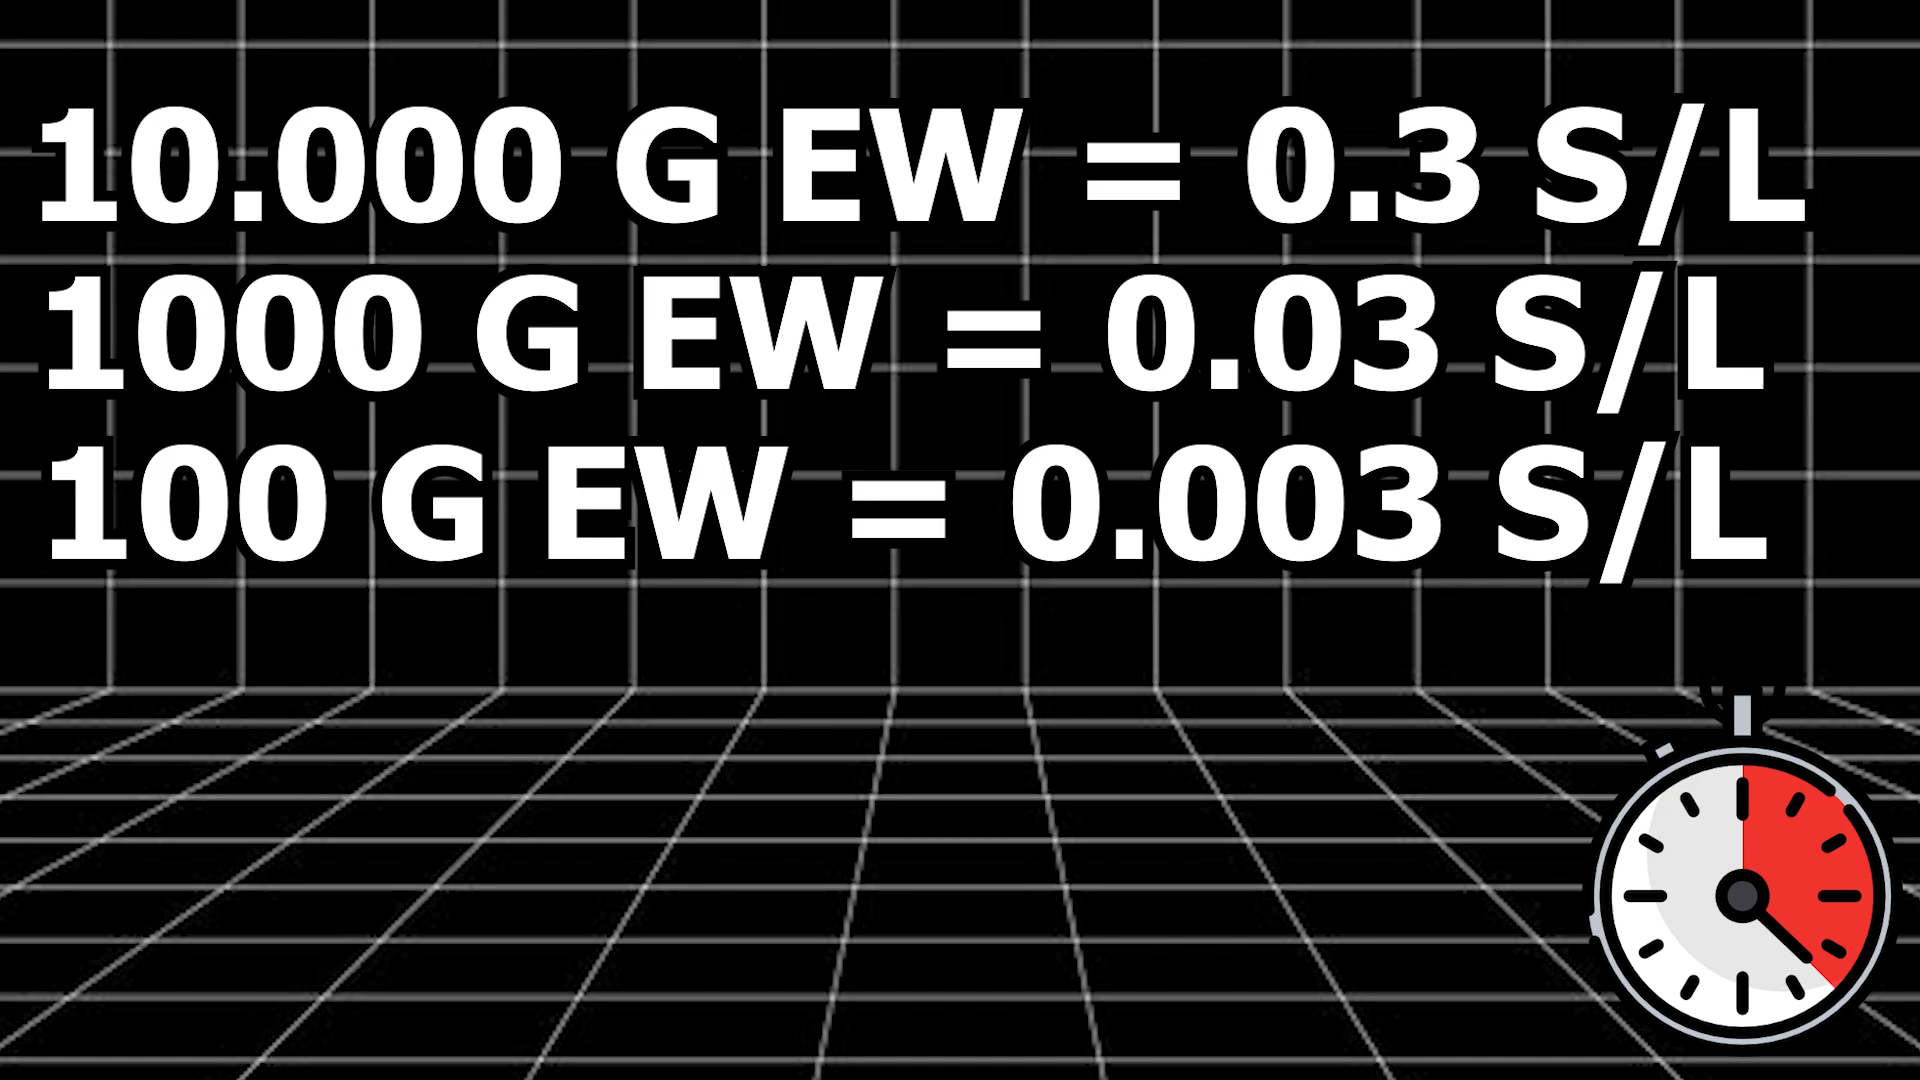 10.000 G EW = 0.3 S/L
1000 G EW = 0.03 S/L
100 G EW = 0.003 S/L